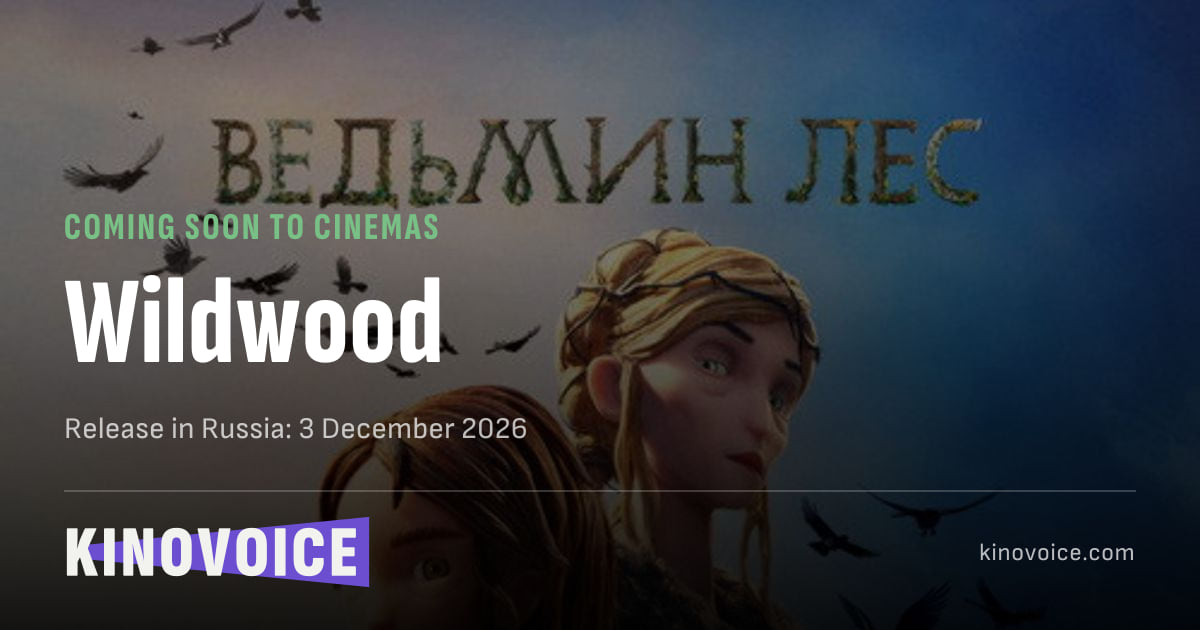 ВЕДЬМИН ЛЕС
COMING SOON TO CINEMAS
Wildwood
Release in Russia: 3 December 2026
KINOVOICE
kinovoice.com